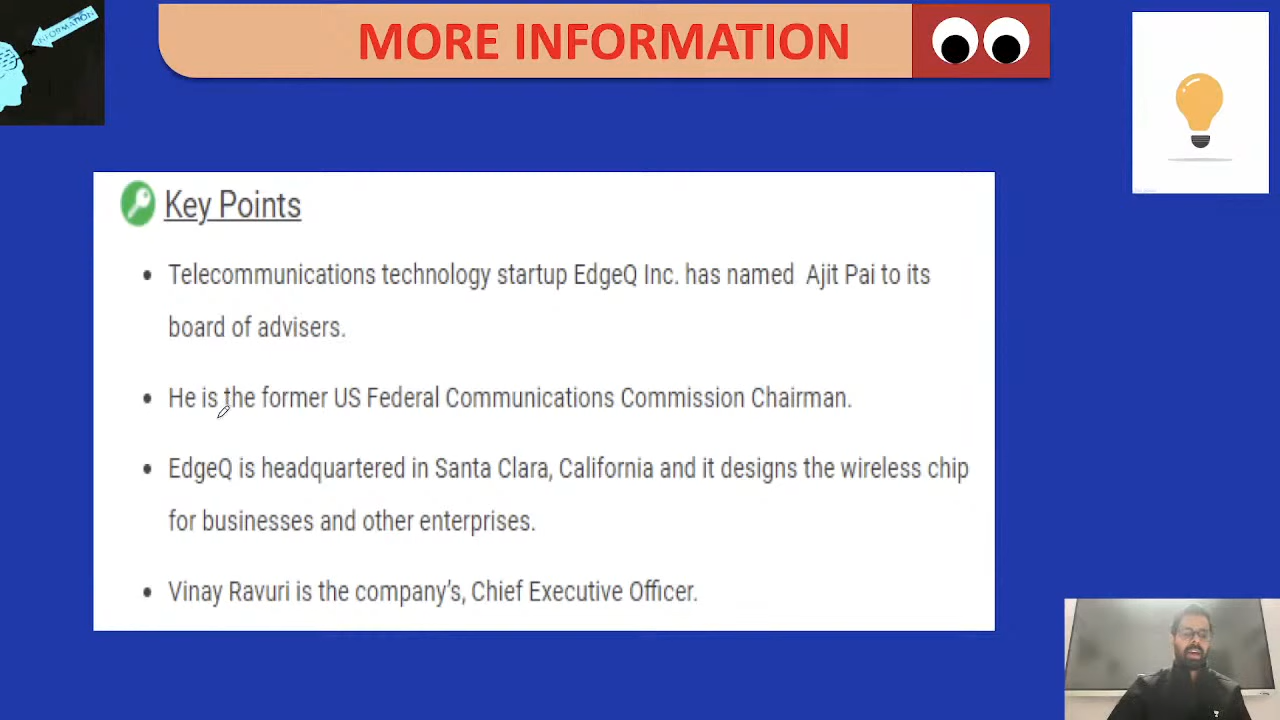 INFORMATION
MORE INFORMATION
Key Points
Telecommunications technology startup EdgeQ Inc. has named Ajit Pai to its
board of advisers.
He is the former US Federal Communications Commission Chairman.
EdgeQ is headquartered in Santa Clara, California and it designs the wireless chip
for businesses and other enterprises.
Vinay Ravuri is the company's, Chief Executive Officer.